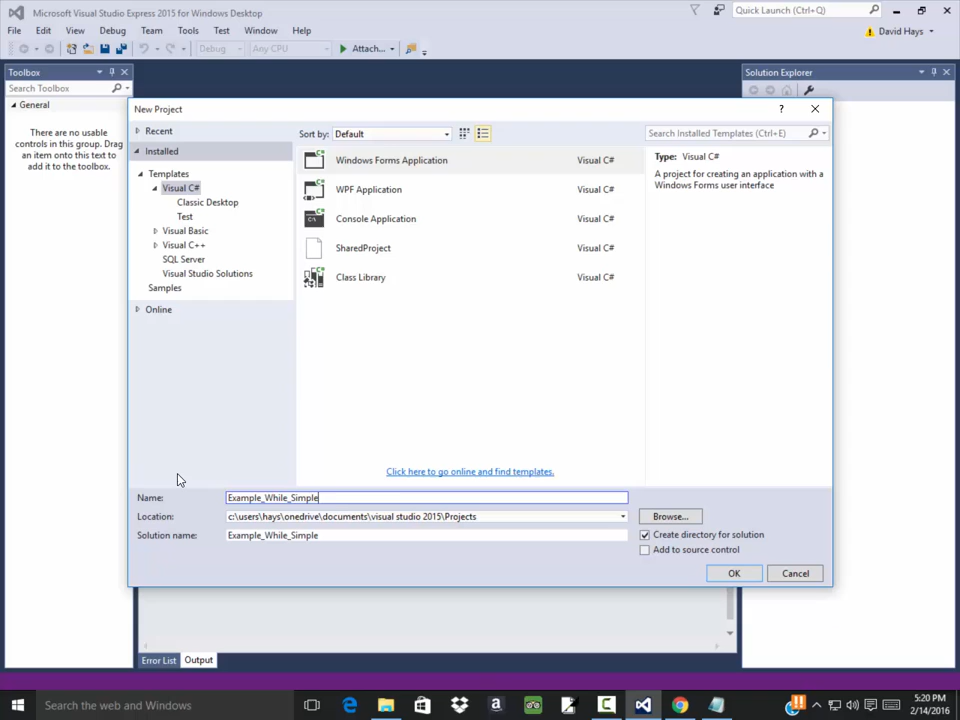 Microsoft Visual Studio Express 2015 for Windows Desktop
Quick Launch (Ctrl+Q)
File Edit View Debug Team Tools Test Window Help
David Hays
Debug Any CPU Attach...
Toolbox
Solution Explorer
Search Toolbox
General
There are no usable
controls in this group. Drag
an item onto this text to
add it to the toolbox.
New Project
?
Recent
Installed
Templates
Visual C#
Classic Desktop
Test
Visual Basic
Visual C++
SQL Server
Visual Studio Solutions
Samples
Online
Sort by: Default
Search Installed Templates (Ctrl+E)
Windows Forms Application Visual C#
WPF Application Visual C#
Console Application Visual C#
SharedProject Visual C#
Class Library Visual C#
Type: Visual C#
A project for creating an application with a
Windows Forms user interface
Click here to go online and find templates.
Name: Example_While_Simple
Location: c:\users\hays\onedrive\documents\visual studio 2015\Projects
Browse...
Solution name: Example_While_Simple
Create directory for solution
Add to source control
OK Cancel
Error List Output
Search the web and Windows
5:20 PM
2/14/2016